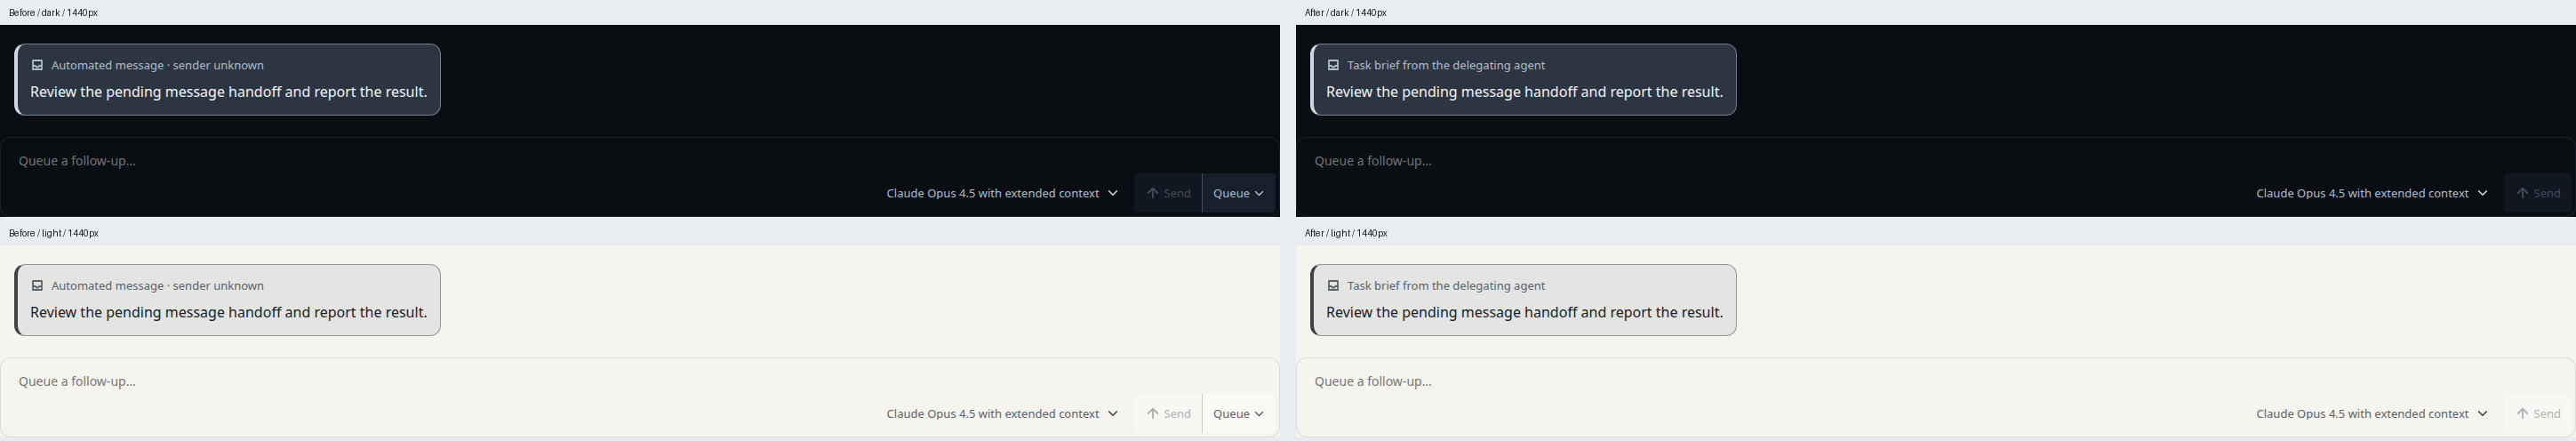 Before / dark / 1440px
Automated message · sender unknown
Review the pending message handoff and report the result.
Queue a follow-up...
Claude Opus 4.5 with extended context
Send
Queue
After / dark / 1440px
Task brief from the delegating agent
Review the pending message handoff and report the result.
Queue a follow-up...
Claude Opus 4.5 with extended context
Send
Before / light / 1440px
Automated message · sender unknown
Review the pending message handoff and report the result.
Queue a follow-up...
Claude Opus 4.5 with extended context
Send
Queue
After / light / 1440px
Task brief from the delegating agent
Review the pending message handoff and report the result.
Queue a follow-up...
Claude Opus 4.5 with extended context
Send